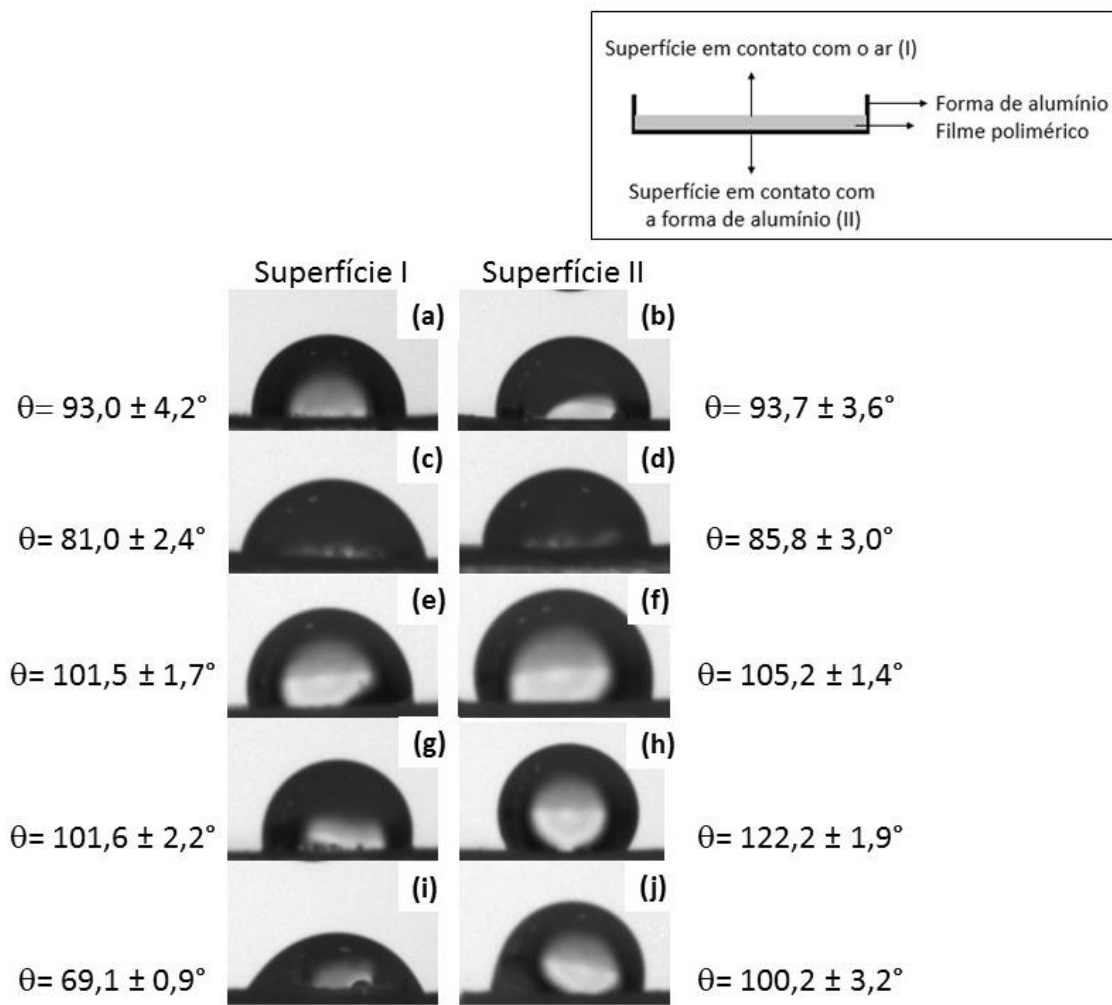 Superfície em contato com o ar (I)
Forma de alumínio
Filme polimérico
Superfície em contato com
a forma de alumínio (II)
Superfície I
Superfície II
(a)
(b)
θ= 93,0 ± 4,2°
θ= 93,7 ± 3,6°
(c)
(d)
θ= 81,0 ± 2,4°
θ= 85,8 ± 3,0°
(e)
(f)
θ= 101,5 ± 1,7°
θ= 105,2 ± 1,4°
(g)
(h)
θ= 101,6 ± 2,2°
θ= 122,2 ± 1,9°
(i)
(j)
θ= 69,1 ± 0,9°
θ= 100,2 ± 3,2°